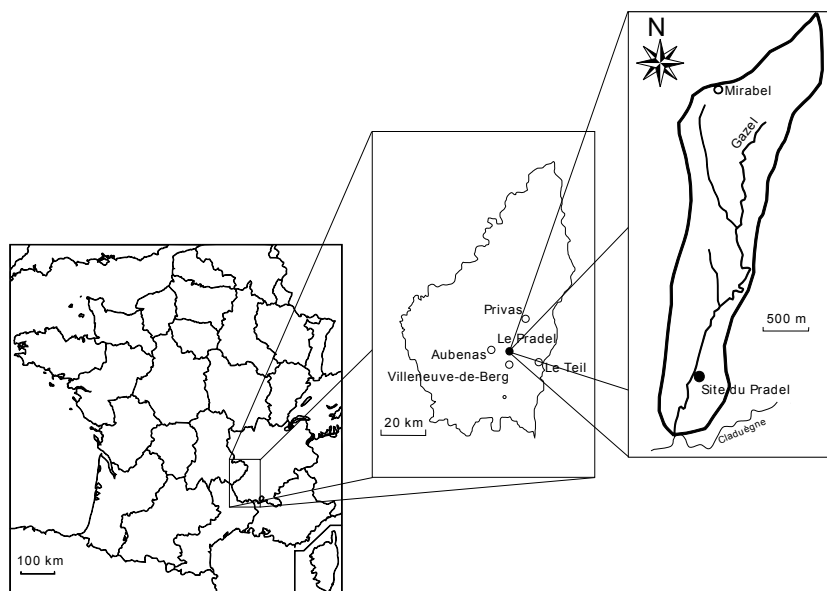 N
Mirabel
Gazel
500 m
Site du Pradel
Claduègne
Privas
Le Pradel
Aubenas
Le Teil
Villeneuve-de-Berg
20 km
100 km